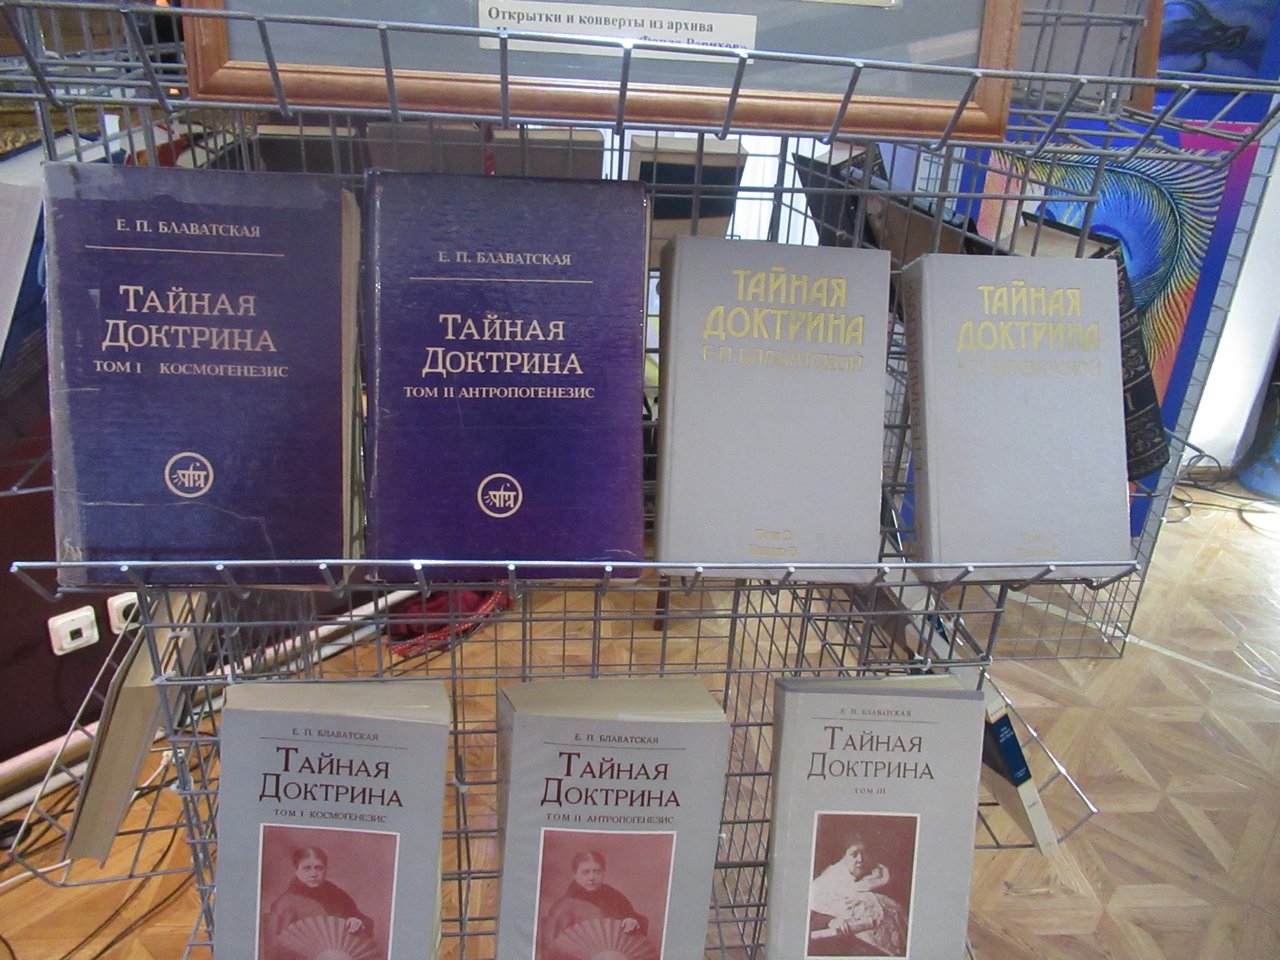 Открытки и конверты из архива
Е. П. БЛАВАТСКАЯ
ТАЙНАЯ
ДОКТРИНА
ТОМ I КОСМОГЕНЕЗИС
Е. П. БЛАВАТСКАЯ
ТАЙНАЯ
ДОКТРИНА
ТОМ II АНТРОПОГЕНЕЗИС
ТАЙНАЯ
ДОКТРИНА
Е.П.БЛАВАТСКОЙ
ТАЙНАЯ
ДОКТРИНА
Е.П.БЛАВАТСКОЙ
Е. П. БЛАВАТСКАЯ
ТАЙНАЯ
ДОКТРИНА
ТОМ I КОСМОГЕНЕЗИС
Е. П. БЛАВАТСКАЯ
ТАЙНАЯ
ДОКТРИНА
ТОМ II АНТРОПОГЕНЕЗИС
Е. П. БЛАВАТСКАЯ
ТАЙНАЯ
ДОКТРИНА
ТОМ III